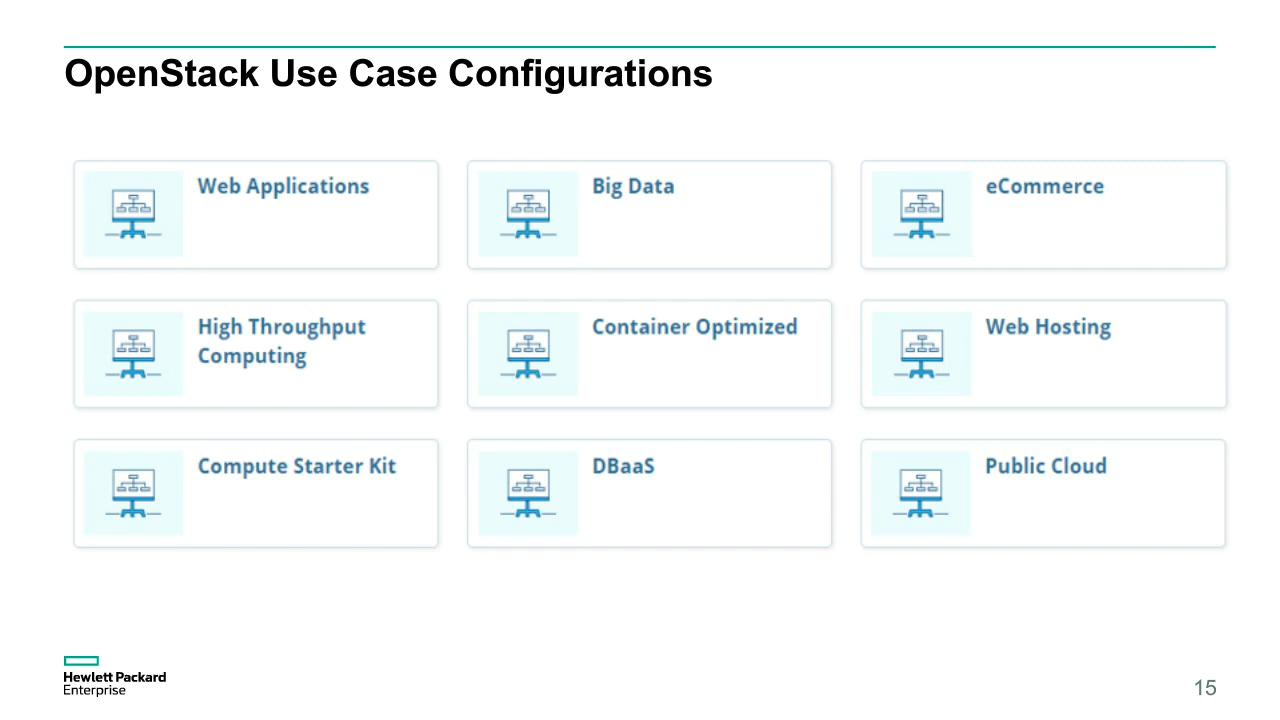 OpenStack Use Case Configurations
Web Applications
Big Data
eCommerce
High Throughput
Computing
Container Optimized
Web Hosting
Compute Starter Kit
DBaaS
Public Cloud
Hewlett Packard
Enterprise
15